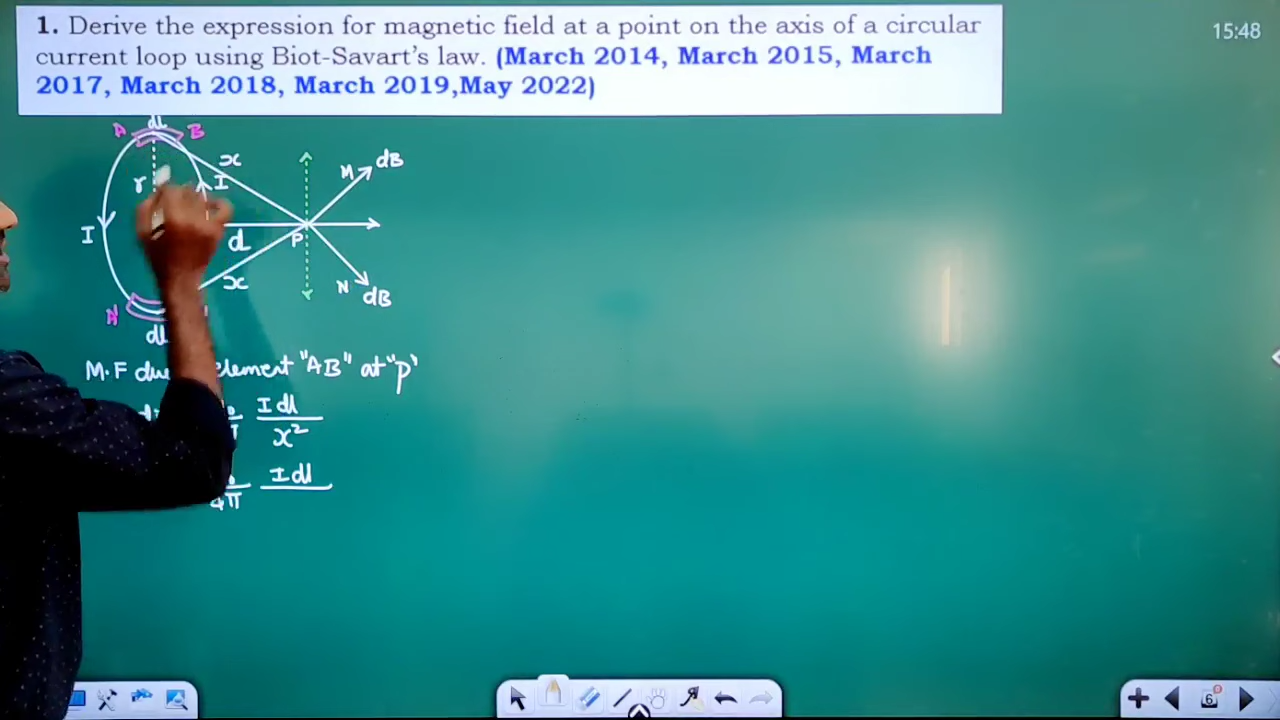 1. Derive the expression for magnetic field at a point on the axis of a circular
current loop using Biot-Savart's law. (March 2014, March 2015, March
2017, March 2018, March 2019,May 2022)
15:48
dl
A B
x
r I
M dB
I d P
x
N dB
N
dl
M.F element "AB" at "p"
I dl
x²
I dl
4π
6